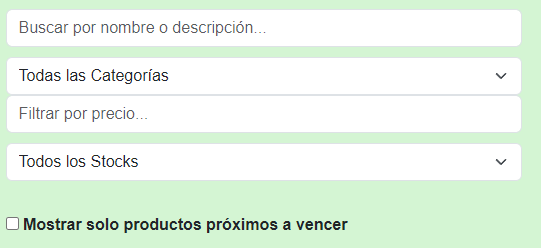 Buscar por nombre o descripción...
Todas las Categorías
Filtrar por precio...
Todos los Stocks
Mostrar solo productos próximos a vencer